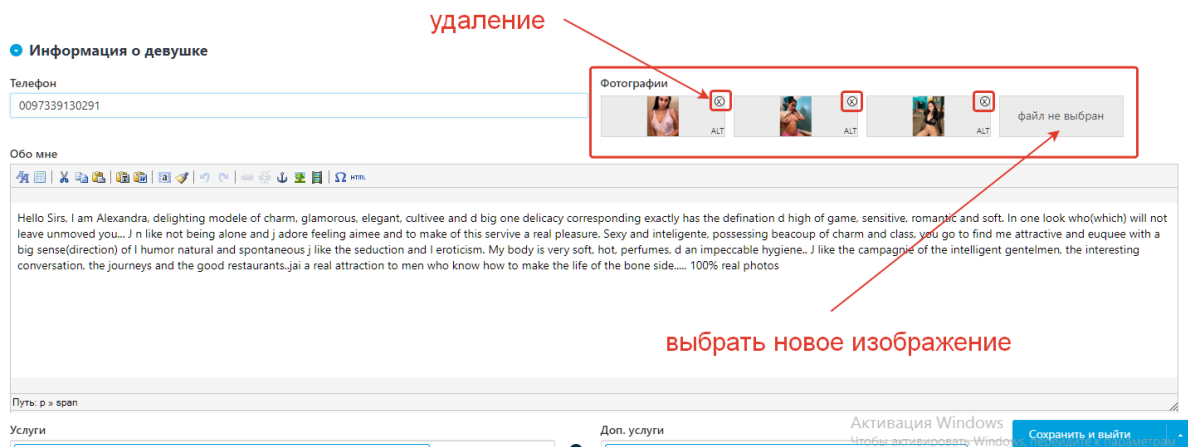 удаление
Информация о девушке
Телефон
Фотографии
0097339130291
ALT
ALT
ALT
файл не выбран
Обо мне
HTML
Hello Sirs, I am Alexandra, delighting modele of charm, glamorous, elegant, cultivee and d big one delicacy corresponding exactly has the defination d high of game, sensitive, romantic and soft. In one look who(which) will not
leave unmoved you... J n like not being alone and j adore feeling aimee and to make of this servive a real pleasure. Sexy and inteligente, possessing beacoup of charm and class, you go to find me attractive and euquee with a
big sense(direction) of l humor natural and spontaneous j like the seduction and l eroticism. My body is very soft, hot, perfumes, d an impeccable hygiene.. J like the campagnie of the intelligent gentelmen, the interesting
conversation, the journeys and the good restaurants..jai a real attraction to men who know how to make the life of the bone side..... 100% real photos
выбрать новое изображение
Путь: p » span
Услуги
Доп. услуги
Активация Windows
Чтобы активировать Windows, перейдите к параметрам
Сохранить и выйти